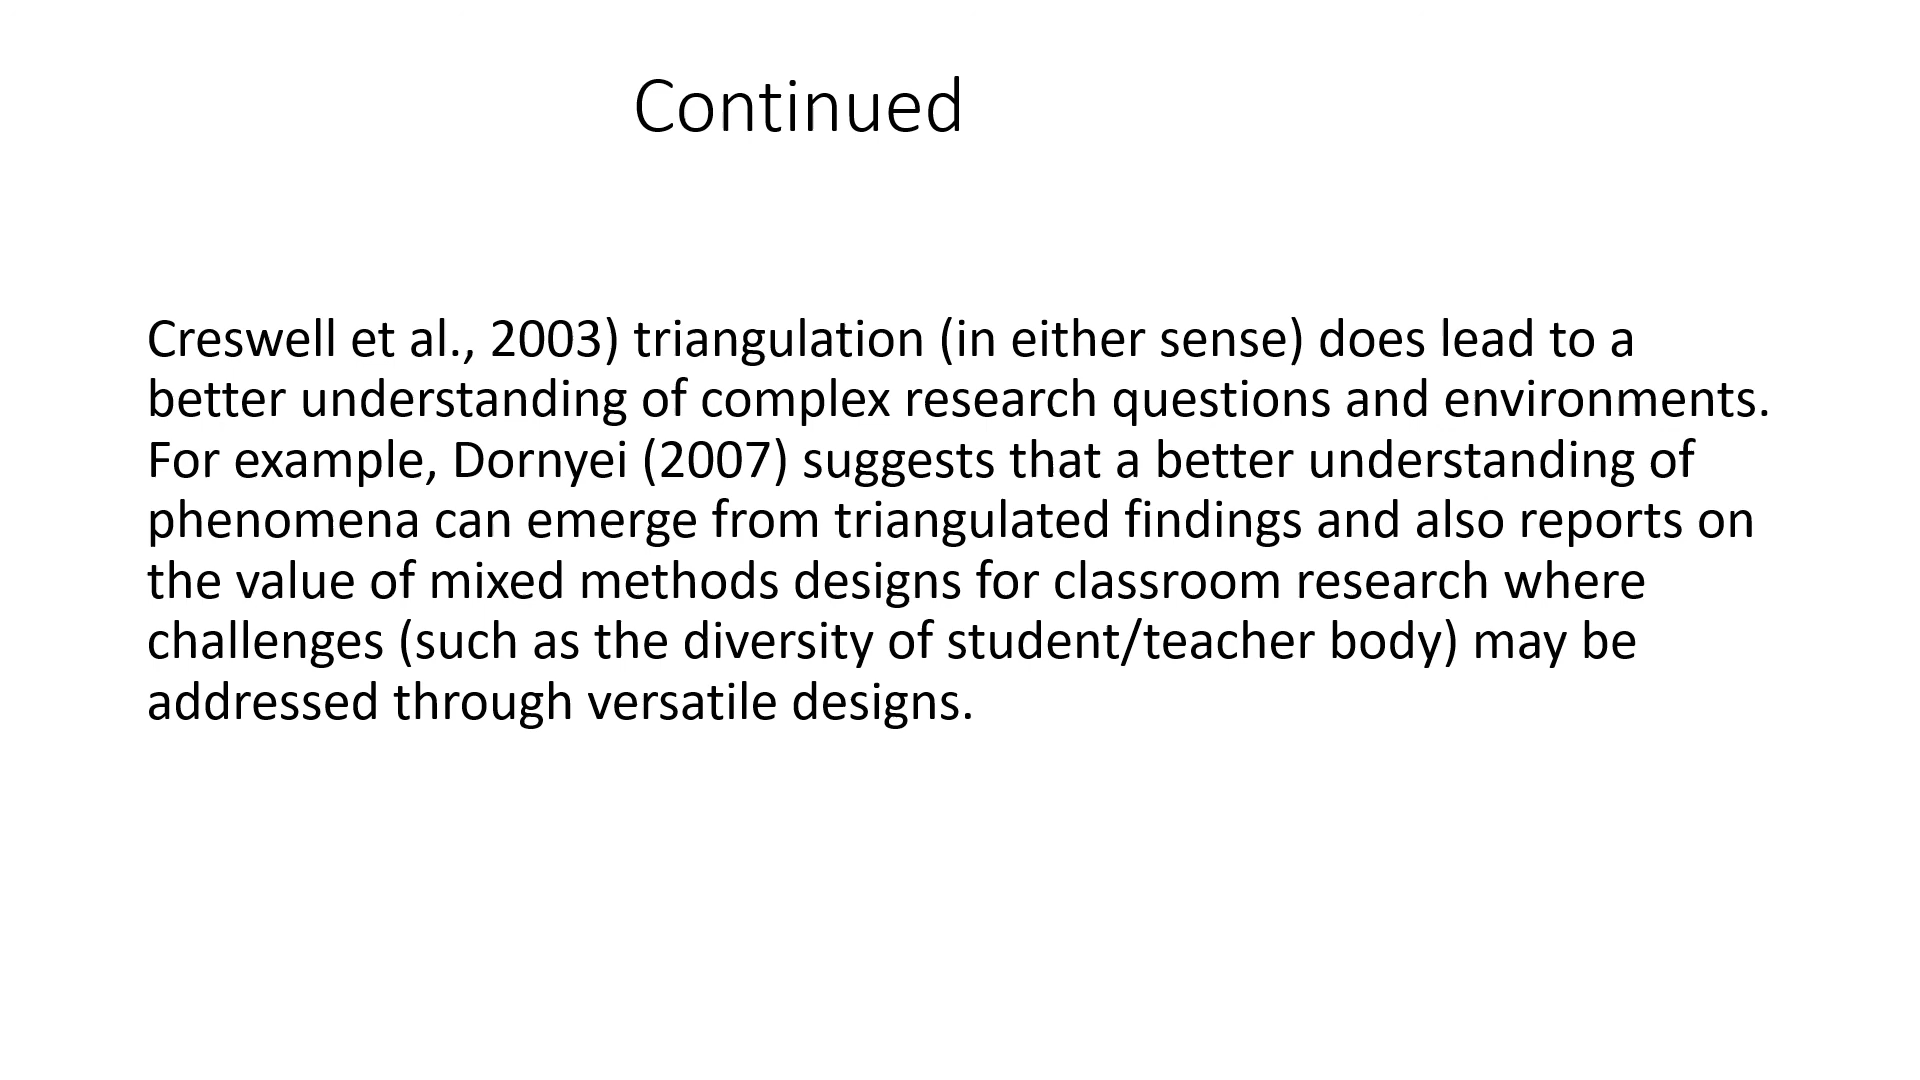 Continued
Creswell et al., 2003) triangulation (in either sense) does lead to a
better understanding of complex research questions and environments.
For example, Dornyei (2007) suggests that a better understanding of
phenomena can emerge from triangulated findings and also reports on
the value of mixed methods designs for classroom research where
challenges (such as the diversity of student/teacher body) may be
addressed through versatile designs.